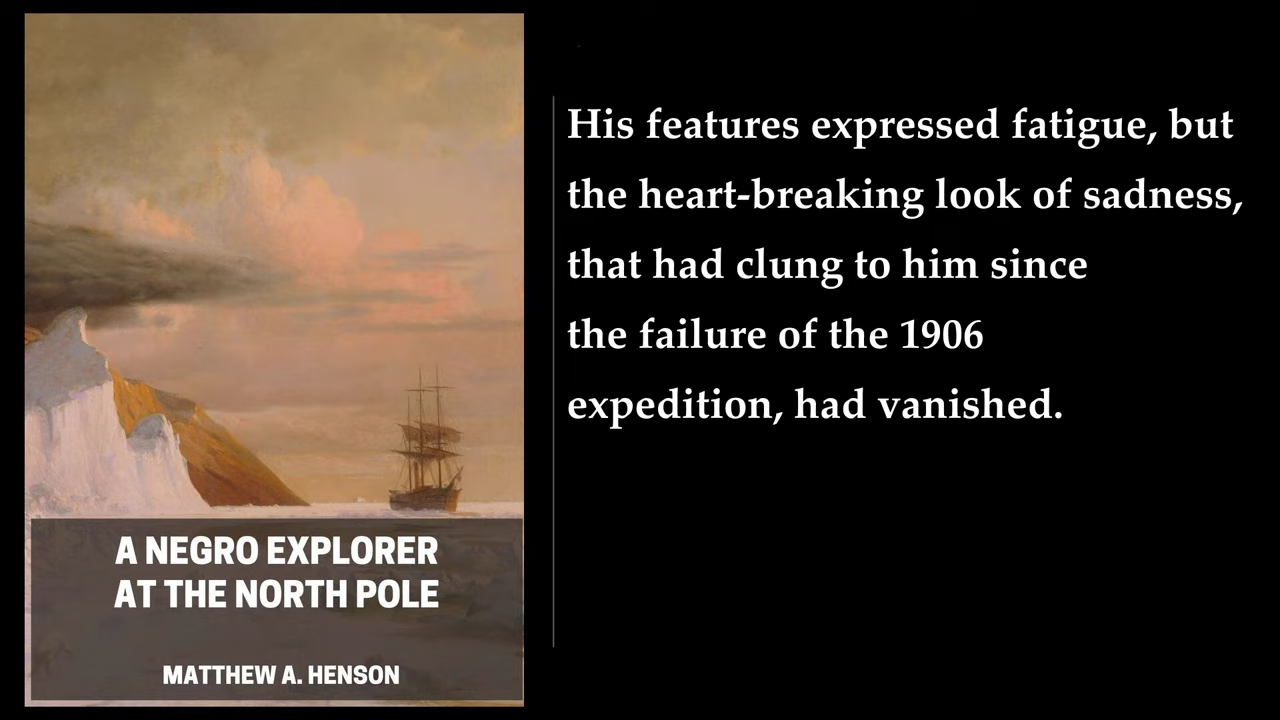 His features expressed fatigue, but
the heart-breaking look of sadness,
that had clung to him since
the failure of the 1906
expedition, had vanished.
A NEGRO EXPLORER
AT THE NORTH POLE
MATTHEW A. HENSON